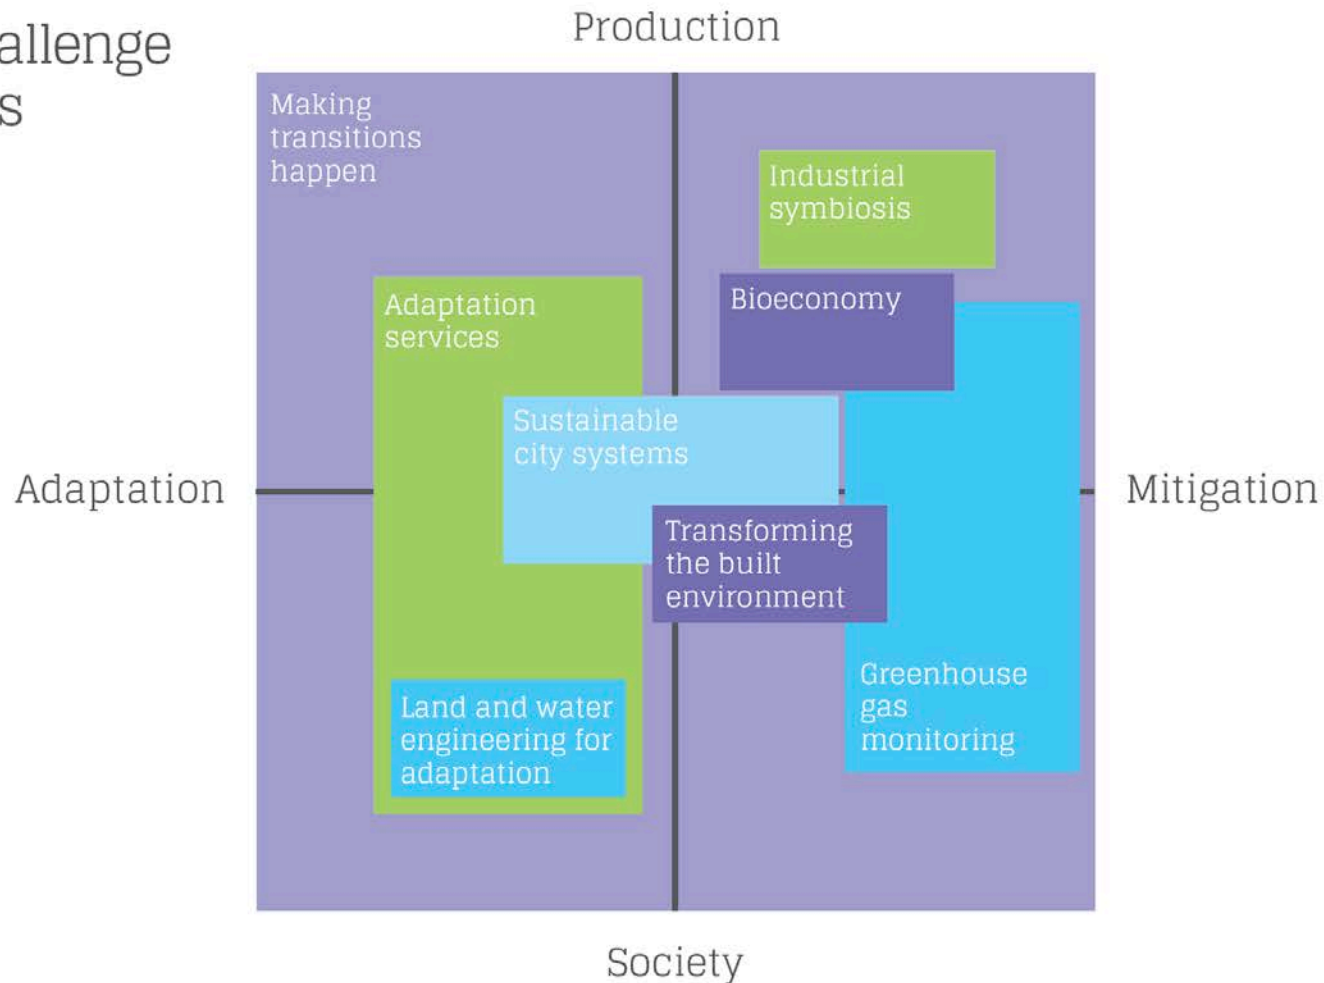 allenge
s
Production
Making
transitions
happen
Industrial
symbiosis
Adaptation
services
Bioeconomy
Sustainable
city systems
Adaptation
Mitigation
Transforming
the built
environment
Land and water
engineering for
adaptation
Greenhouse
gas
monitoring
Society